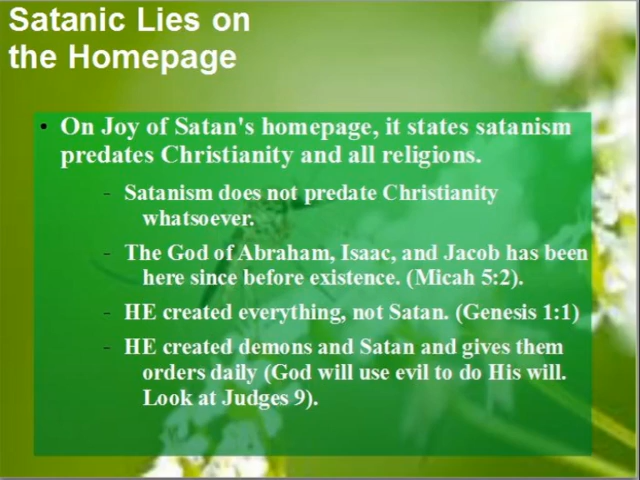 Satanic Lies on
the Homepage
• On Joy of Satan's homepage, it states satanism
predates Christianity and all religions.
- Satanism does not predate Christianity
whatsoever.
- The God of Abraham, Isaac, and Jacob has been
here since before existence. (Micah 5:2).
- HE created everything, not Satan. (Genesis 1:1)
- HE created demons and Satan and gives them
orders daily (God will use evil to do His will.
Look at Judges 9).